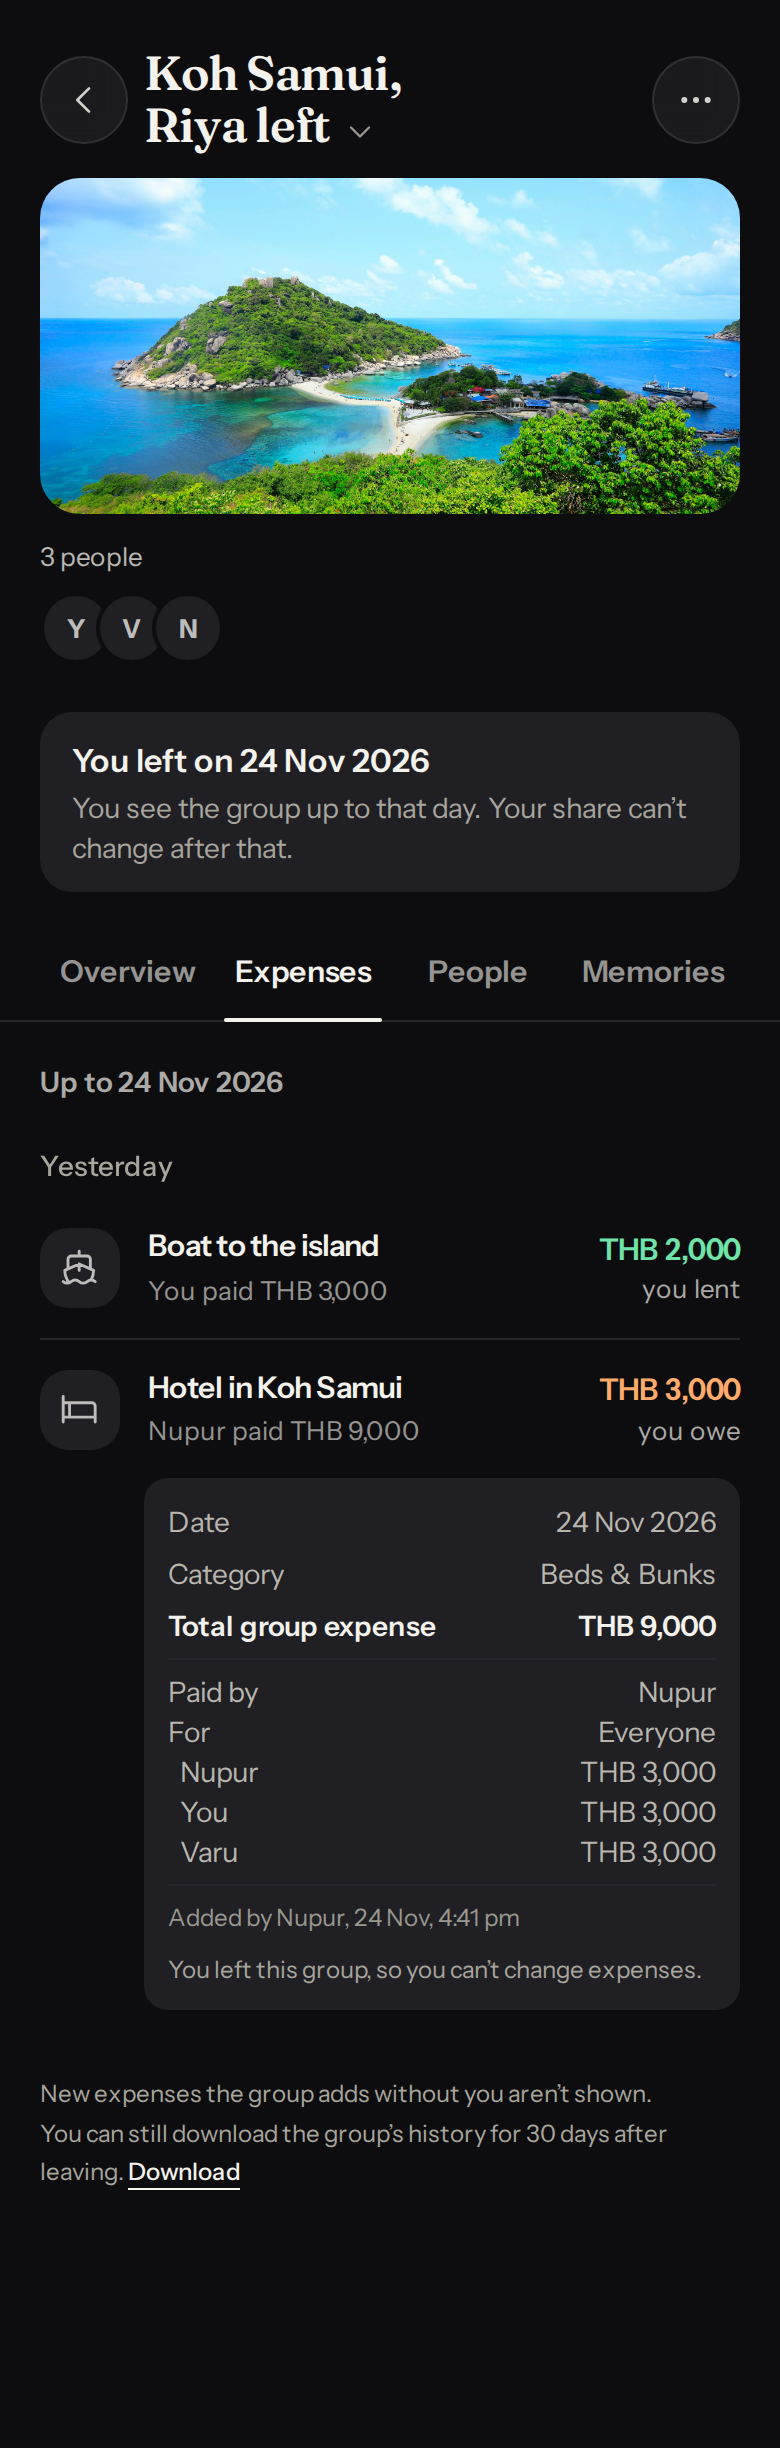 Koh Samui,
Riya left
3 people
Y V N
You left on 24 Nov 2026
You see the group up to that day. Your share can’t
change after that.
Overview Expenses People Memories
Up to 24 Nov 2026
Yesterday
Boat to the island THB 2,000
You paid THB 3,000 you lent
Hotel in Koh Samui THB 3,000
Nupur paid THB 9,000 you owe
Date 24 Nov 2026
Category Beds & Bunks
Total group expense THB 9,000
Paid by Nupur
For Everyone
Nupur THB 3,000
You THB 3,000
Varu THB 3,000
Added by Nupur, 24 Nov, 4:41 pm
You left this group, so you can’t change expenses.
New expenses the group adds without you aren’t shown.
You can still download the group’s history for 30 days after
leaving. Download